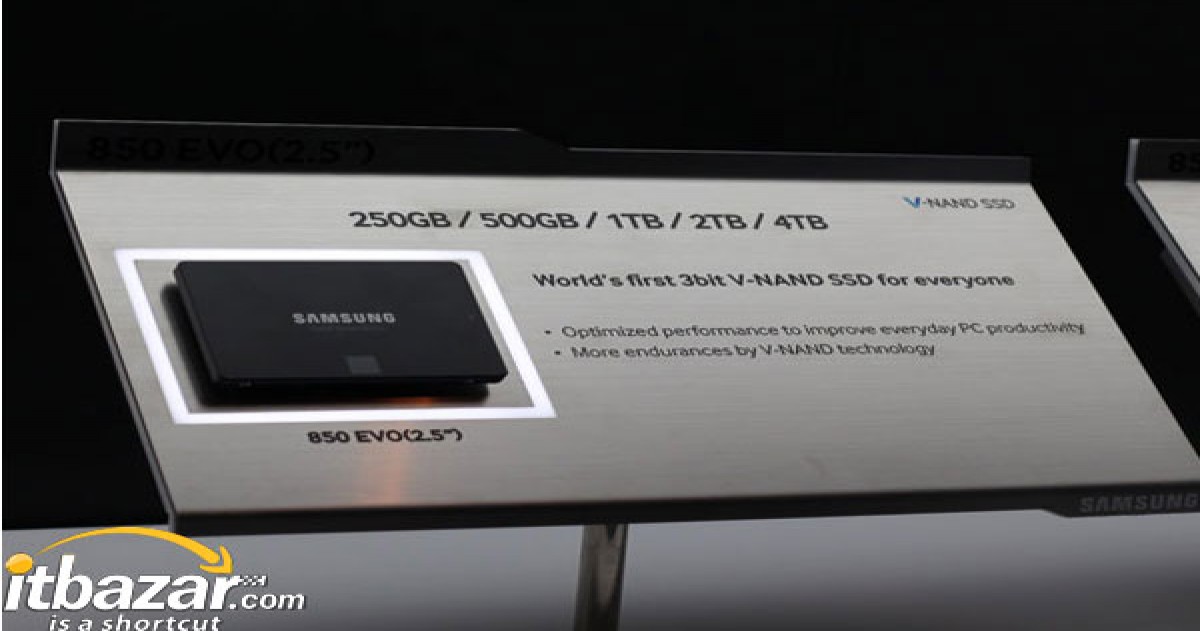 850 EVO(2.5")
V-NAND SSD
250GB / 500GB / 1TB / 2TB / 4TB
World's first 3bit V-NAND SSD for everyone
• Optimized performance to improve everyday PC productivity
• More endurances by V-NAND technology
SAMSUNG
850 EVO(2.5")
SAMSUNG
itbazar.com
is a shortcut